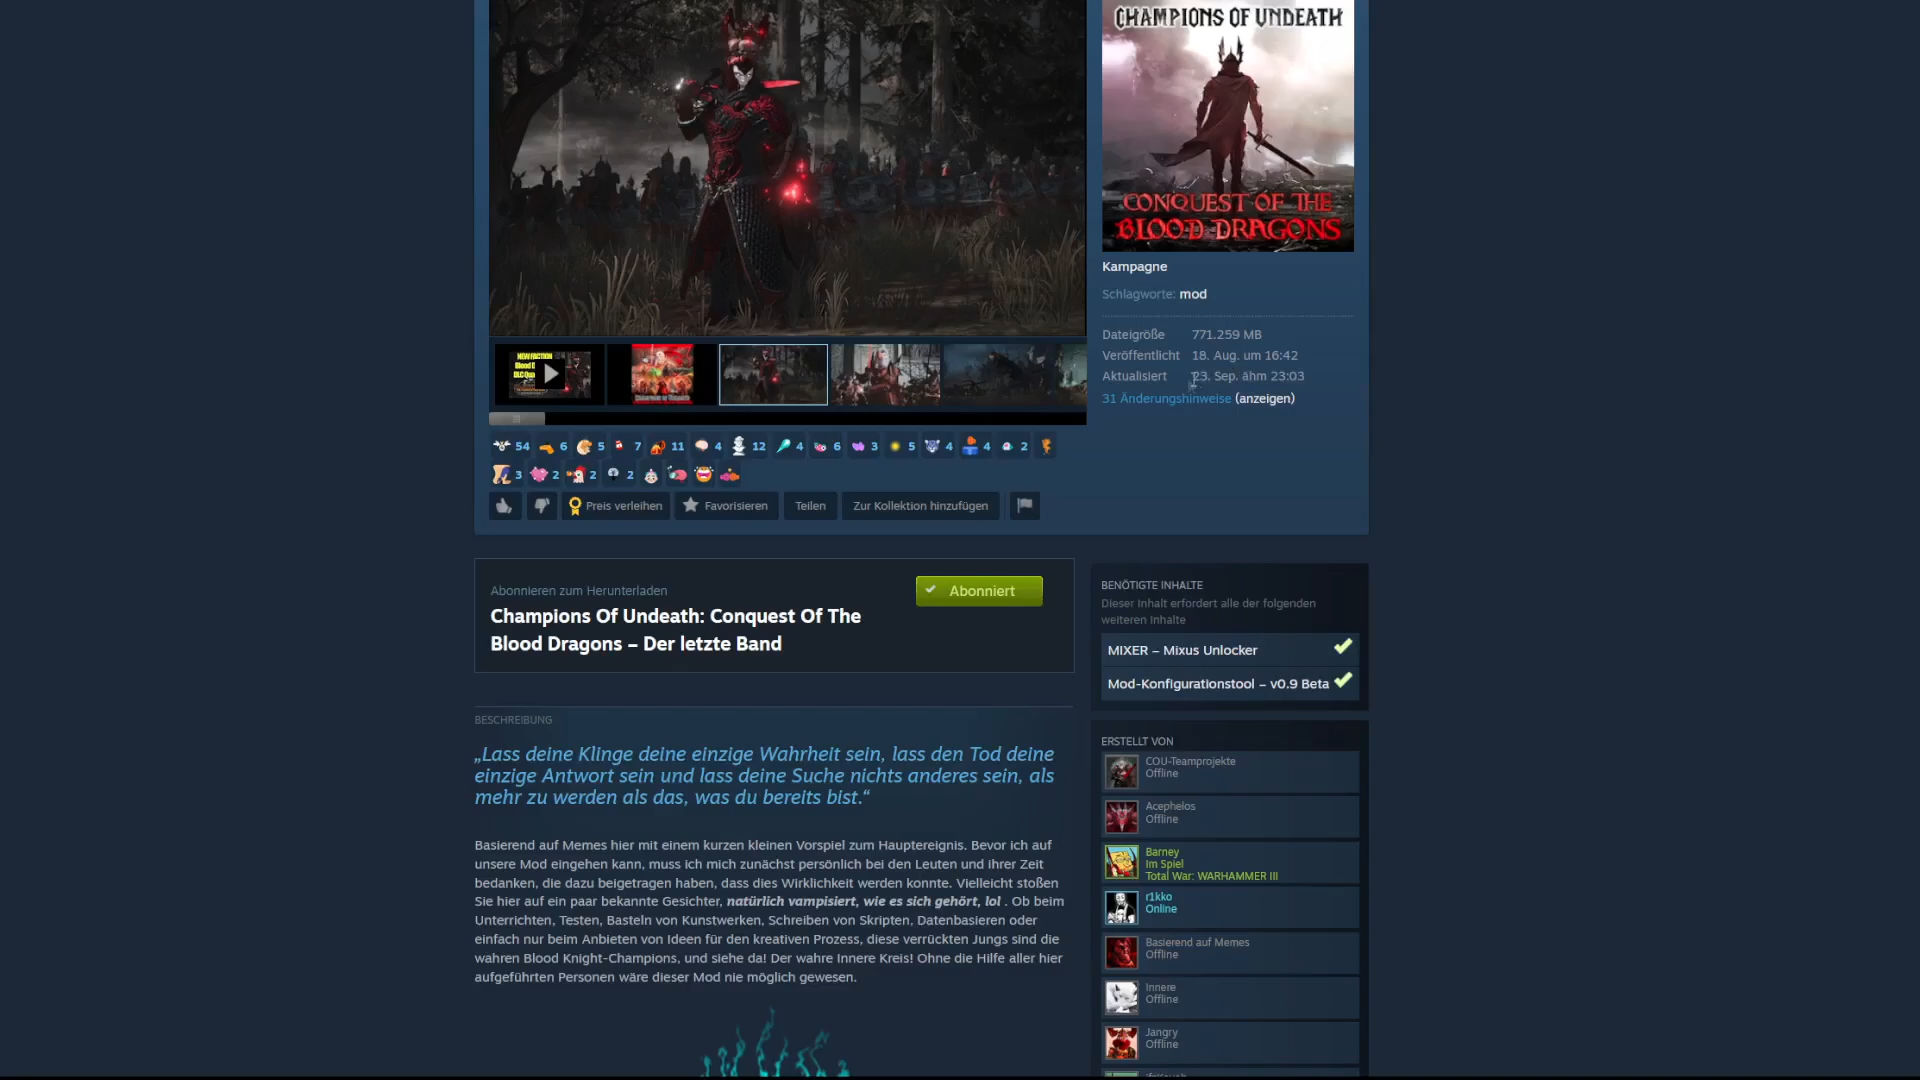 CHAMPIONS OF UNDEATH
CONQUEST OF THE
BLOOD DRAGONS
Kampagne
Schlagworte: mod
Dateigröße 771.259 MB
Veröffentlicht 18. Aug. um 16:42
Aktualisiert 23. Sep. ähm 23:03
31 Änderungshinweise (anzeigen)
NEW FACTION
54 6 5 7 11 4 12 4 6 3 5 4 4 2
3 2 2 2
Preis verleihen
Favorisieren
Teilen
Zur Kollektion hinzufügen
Abonnieren zum Herunterladen
Champions Of Undeath: Conquest Of The
Blood Dragons – Der letzte Band
Abonniert
BESCHREIBUNG
„Lass deine Klinge deine einzige Wahrheit sein, lass den Tod deine
einzige Antwort sein und lass deine Suche nichts anderes sein, als
mehr zu werden als das, was du bereits bist.“
Basierend auf Memes hier mit einem kurzen kleinen Vorspiel zum Hauptereignis. Bevor ich auf
unsere Mod eingehen kann, muss ich mich zunächst persönlich bei den Leuten und ihrer Zeit
bedanken, die dazu beigetragen haben, dass dies Wirklichkeit werden konnte. Vielleicht stoßen
Sie hier auf ein paar bekannte Gesichter, natürlich vampisiert, wie es sich gehört, lol . Ob beim
Unterrichten, Testen, Basteln von Kunstwerken, Schreiben von Skripten, Datenbasieren oder
einfach nur beim Anbieten von Ideen für den kreativen Prozess, diese verrückten Jungs sind die
wahren Blood Knight-Champions, und siehe da! Der wahre Innere Kreis! Ohne die Hilfe aller hier
aufgeführten Personen wäre dieser Mod nie möglich gewesen.
BENÖTIGTE INHALTE
Dieser Inhalt erfordert alle der folgenden
weiteren Inhalte
MIXER – Mixus Unlocker
Mod-Konfigurationstool – v0.9 Beta
ERSTELLT VON
COU-Teamprojekte
Offline
Acephelos
Offline
Barney
Im Spiel
Total War: WARHAMMER III
r1kko
Online
Basierend auf Memes
Offline
Innere
Offline
Jangry
Offline